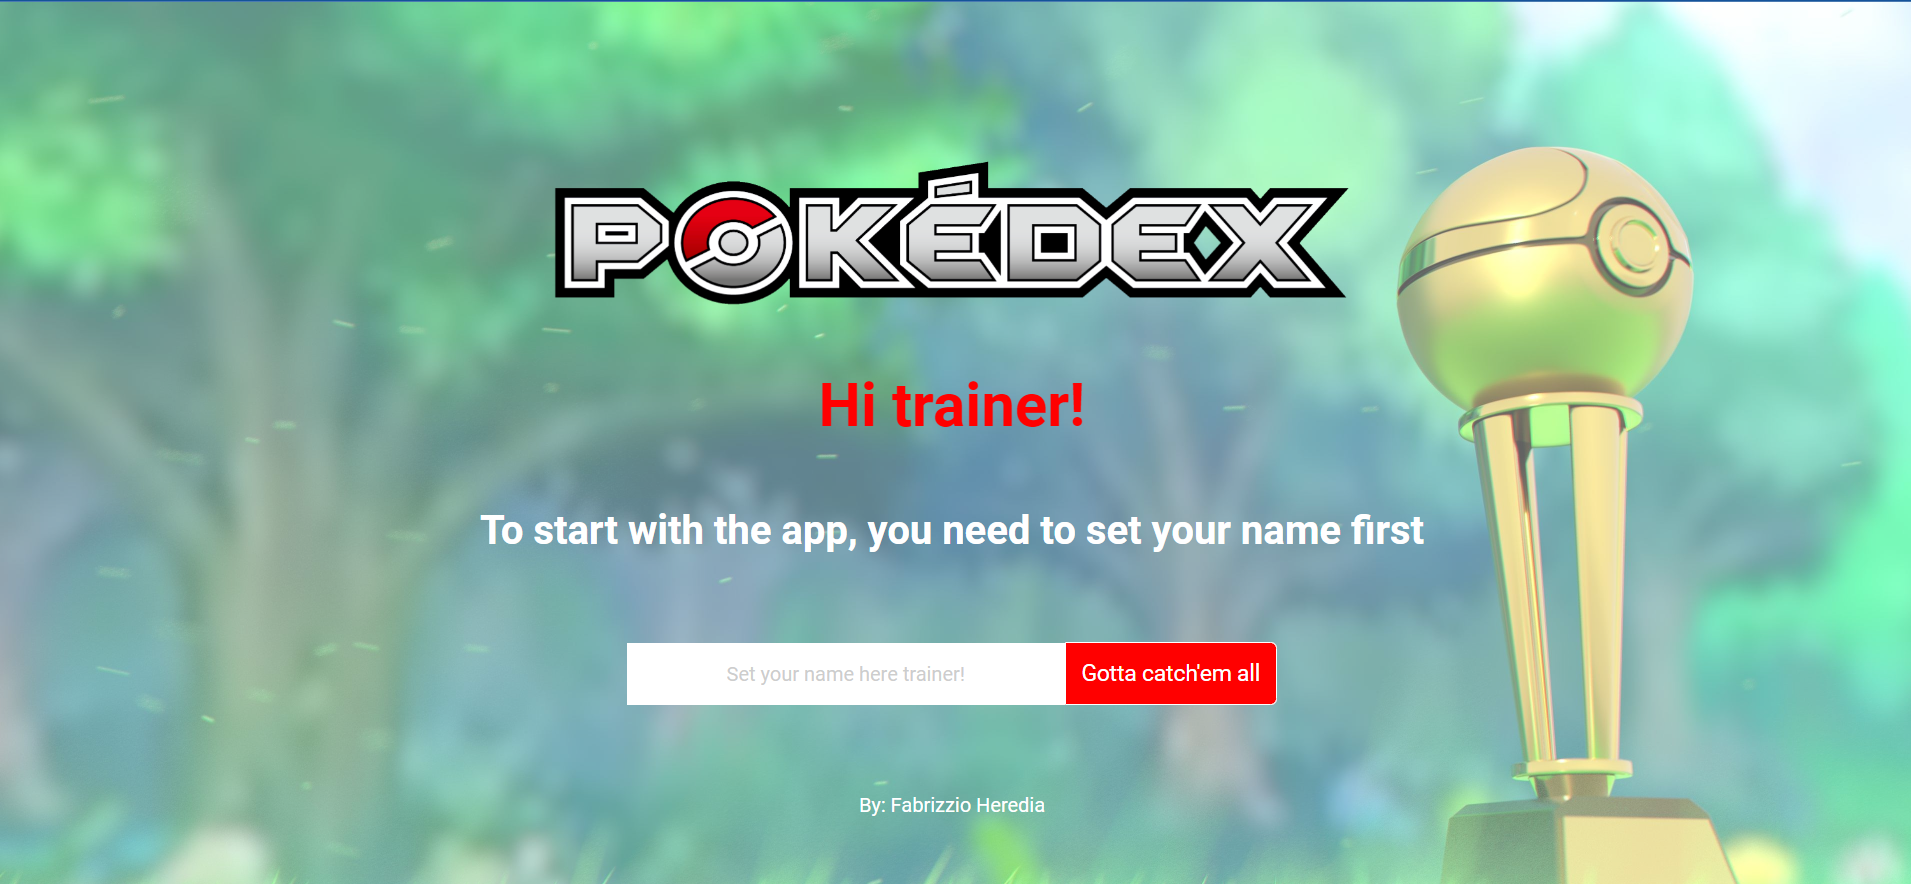 POKÉDEX
Hi trainer!
To start with the app, you need to set your name first
Set your name here trainer!
Gotta catch'em all
By: Fabrizzio Heredia